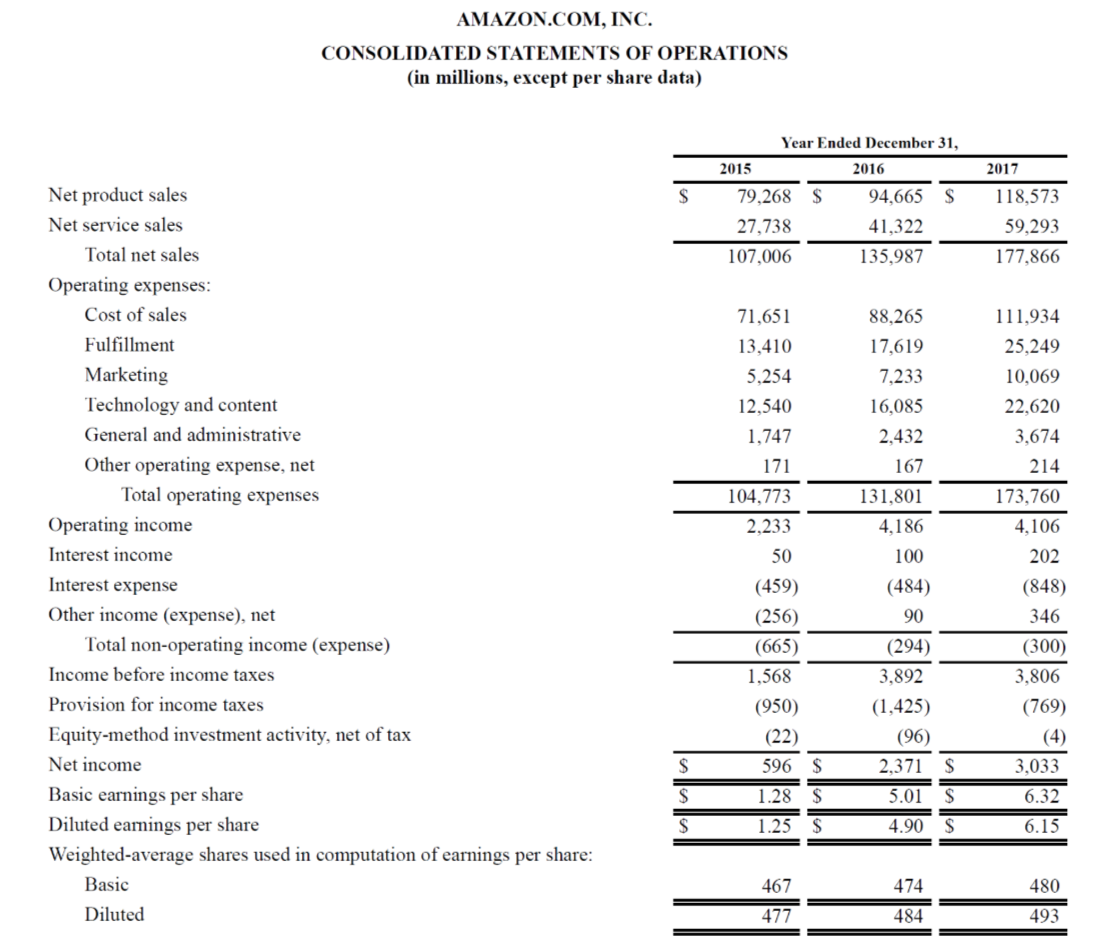 AMAZON.COM, INC.
CONSOLIDATED STATEMENTS OF OPERATIONS
(in millions, except per share data)
Year Ended December 31,
2015 2016 2017
Net product sales $ 79,268 $ 94,665 $ 118,573
Net service sales 27,738 41,322 59,293
Total net sales 107,006 135,987 177,866
Operating expenses:
Cost of sales 71,651 88,265 111,934
Fulfillment 13,410 17,619 25,249
Marketing 5,254 7,233 10,069
Technology and content 12,540 16,085 22,620
General and administrative 1,747 2,432 3,674
Other operating expense, net 171 167 214
Total operating expenses 104,773 131,801 173,760
Operating income 2,233 4,186 4,106
Interest income 50 100 202
Interest expense (459) (484) (848)
Other income (expense), net (256) 90 346
Total non-operating income (expense) (665) (294) (300)
Income before income taxes 1,568 3,892 3,806
Provision for income taxes (950) (1,425) (769)
Equity-method investment activity, net of tax (22) (96) (4)
Net income $ 596 $ 2,371 $ 3,033
Basic earnings per share $ 1.28 $ 5.01 $ 6.32
Diluted earnings per share $ 1.25 $ 4.90 $ 6.15
Weighted-average shares used in computation of earnings per share:
Basic 467 474 480
Diluted 477 484 493